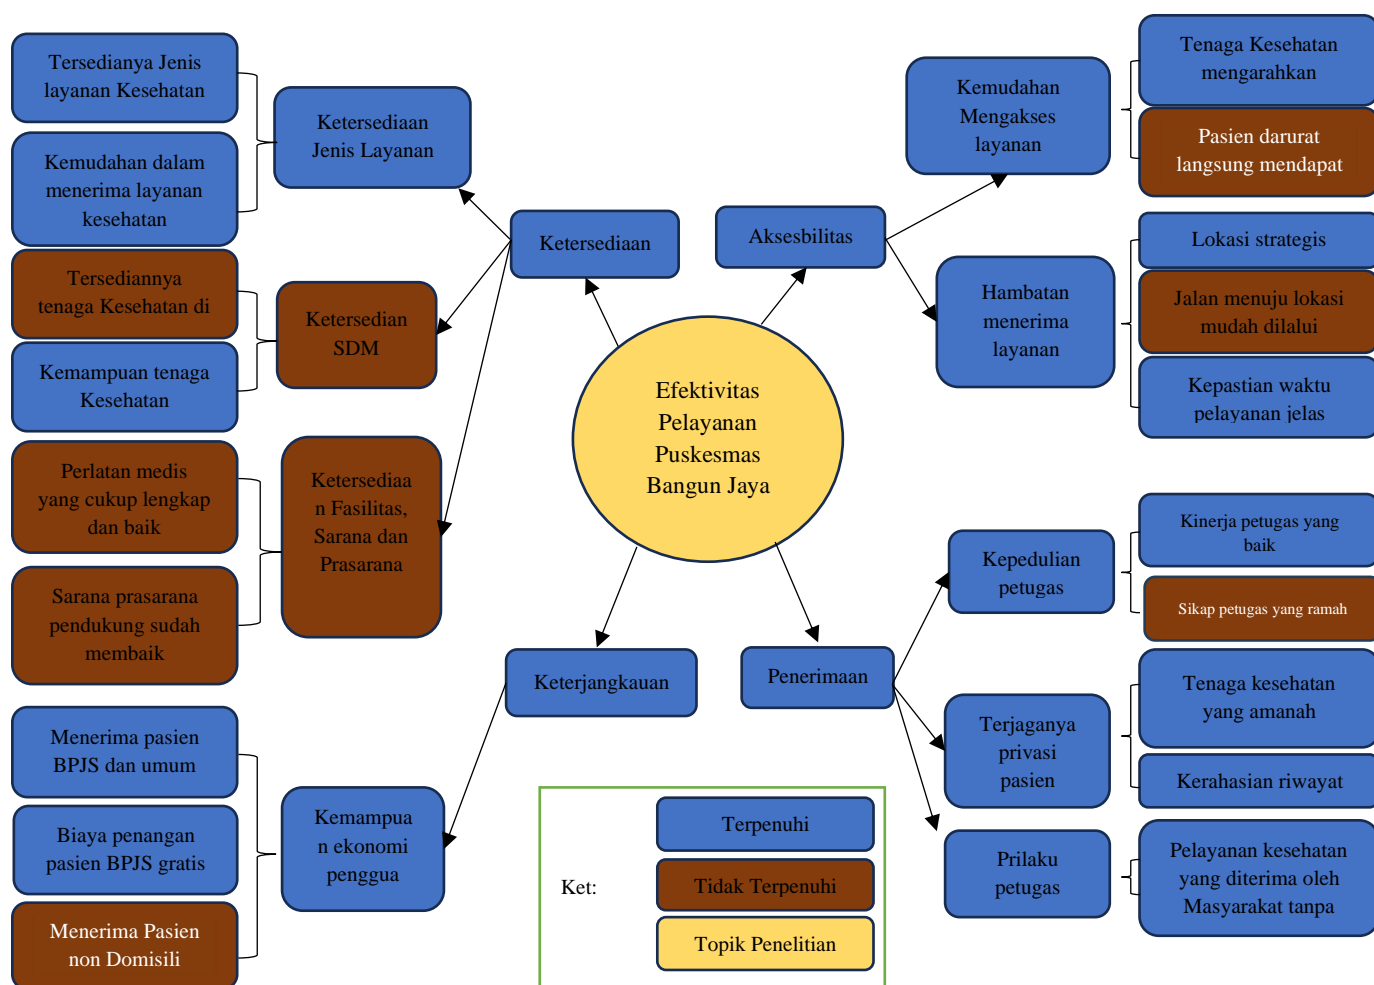 Tersedianya Jenis
layanan Kesehatan
Kemudahan dalam
menerima layanan
kesehatan
Ketersediaan
Jenis Layanan
Tersediannya
tenaga Kesehatan di
Kemampuan tenaga
Kesehatan
Ketersedian
SDM
Perlatan medis
yang cukup lengkap
dan baik
Sarana prasarana
pendukung sudah
membaik
Ketersediaa
n Fasilitas,
Sarana dan
Prasarana
Ketersediaan
Menerima pasien
BPJS dan umum
Biaya penangan
pasien BPJS gratis
Menerima Pasien
non Domisili
Kemampua
n ekonomi
penggua
Keterjangkauan
Efektivitas
Pelayanan
Puskesmas
Bangun Jaya
Aksesbilitas
Kemudahan
Mengakses
layanan
Tenaga Kesehatan
mengarahkan
Pasien darurat
langsung mendapat
Hambatan
menerima
layanan
Lokasi strategis
Jalan menuju lokasi
mudah dilalui
Kepastian waktu
pelayanan jelas
Penerimaan
Kepedulian
petugas
Kinerja petugas yang
baik
Sikap petugas yang ramah
Terjaganya
privasi
pasien
Tenaga kesehatan
yang amanah
Kerahasian riwayat
Prilaku
petugas
Pelayanan kesehatan
yang diterima oleh
Masyarakat tanpa
Ket:
Terpenuhi
Tidak Terpenuhi
Topik Penelitian